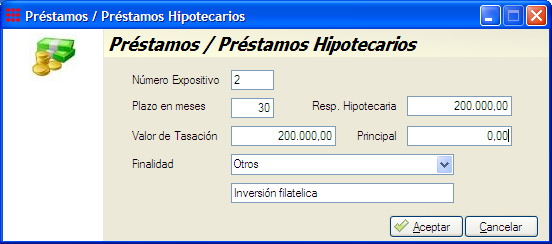 Préstamos / Préstamos Hipotecarios
Préstamos / Préstamos Hipotecarios
Número Expositivo 2
Plazo en meses 30 Resp. Hipotecaria 200.000,00
Valor de Tasación 200.000,00 Principal 0,00
Finalidad Otros
Inversión filatelica
Aceptar Cancelar